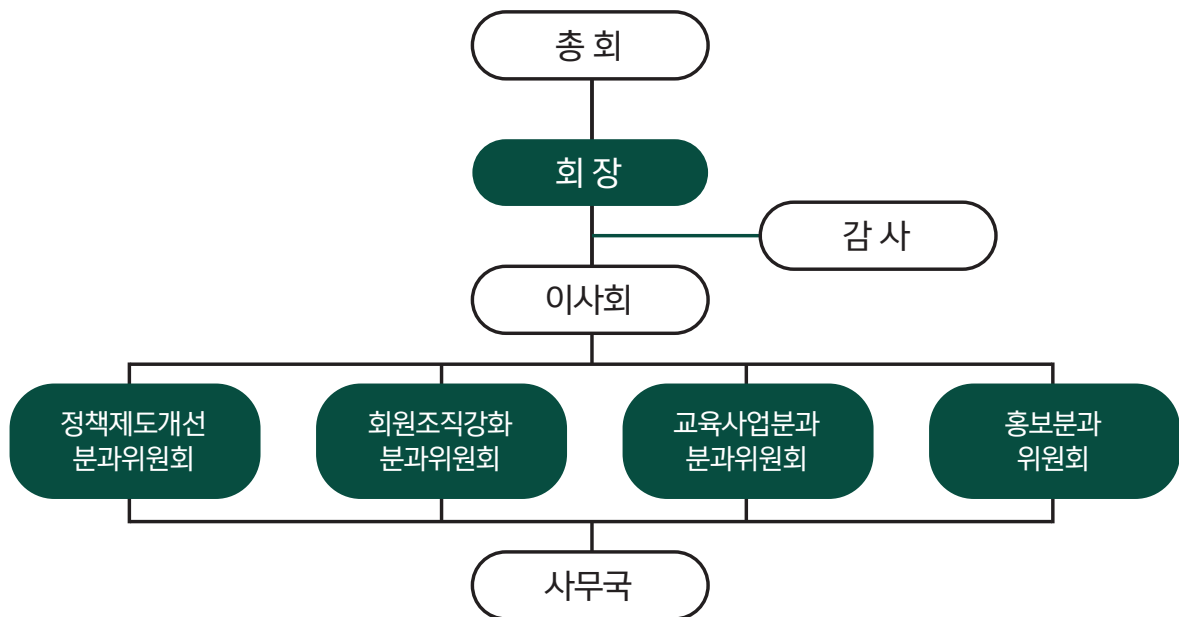 총 회
회 장
감 사
이사회
정책제도개선
분과위원회
회원조직강화
분과위원회
교육사업분과
분과위원회
홍보분과
위원회
사무국